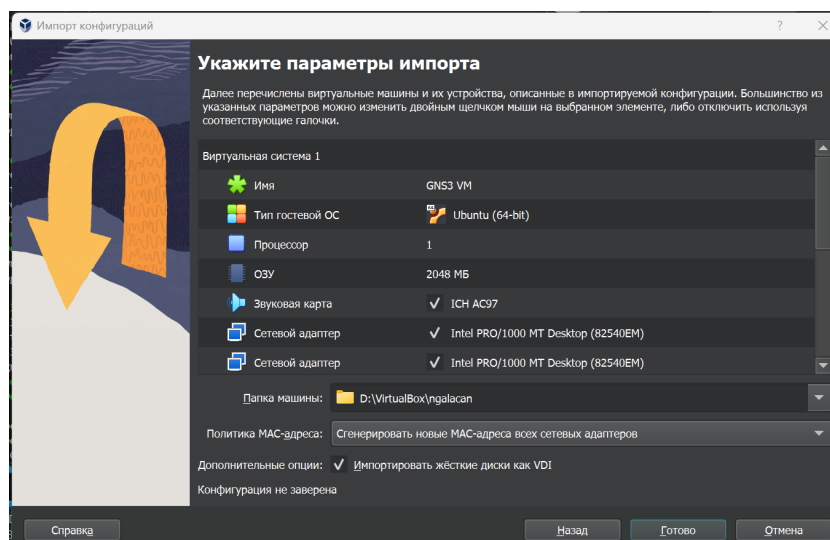 Импорт конфигураций
Укажите параметры импорта
Далее перечислены виртуальные машины и их устройства, описанные в импортируемой конфигурации. Большинство из
указанных параметров можно изменить двойным щелчком мыши на выбранном элементе, либо отключить используя
соответствующие галочки.
Виртуальная система 1
Имя GNS3 VM
Тип гостевой ОС Ubuntu (64-bit)
Процессор 1
ОЗУ 2048 МБ
Звуковая карта ICH AC97
Сетевой адаптер Intel PRO/1000 MT Desktop (82540EM)
Сетевой адаптер Intel PRO/1000 MT Desktop (82540EM)
Папка машины: D:\VirtualBox\ngalacan
Политика MAC-адреса: Сгенерировать новые MAC-адреса всех сетевых адаптеров
Дополнительные опции: Импортировать жёсткие диски как VDI
Конфигурация не заверена
Справка Назад Готово Отмена